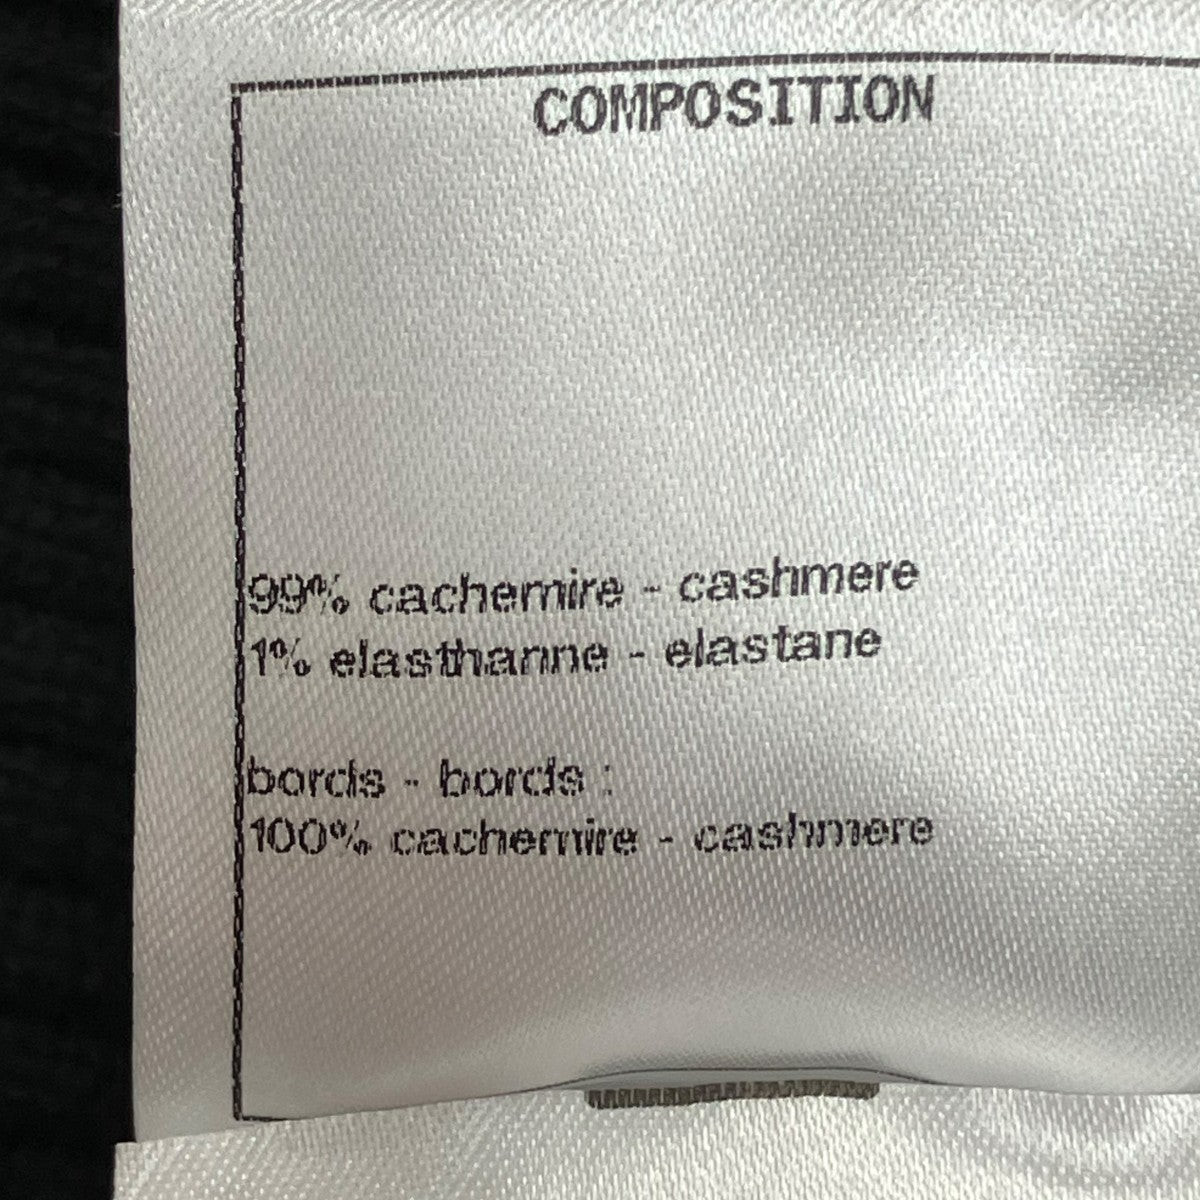 COMPOSITION
99% cachemire - cashmere
1% elasthanne - elastane
bords - bords :
100% cachemire - cashmere